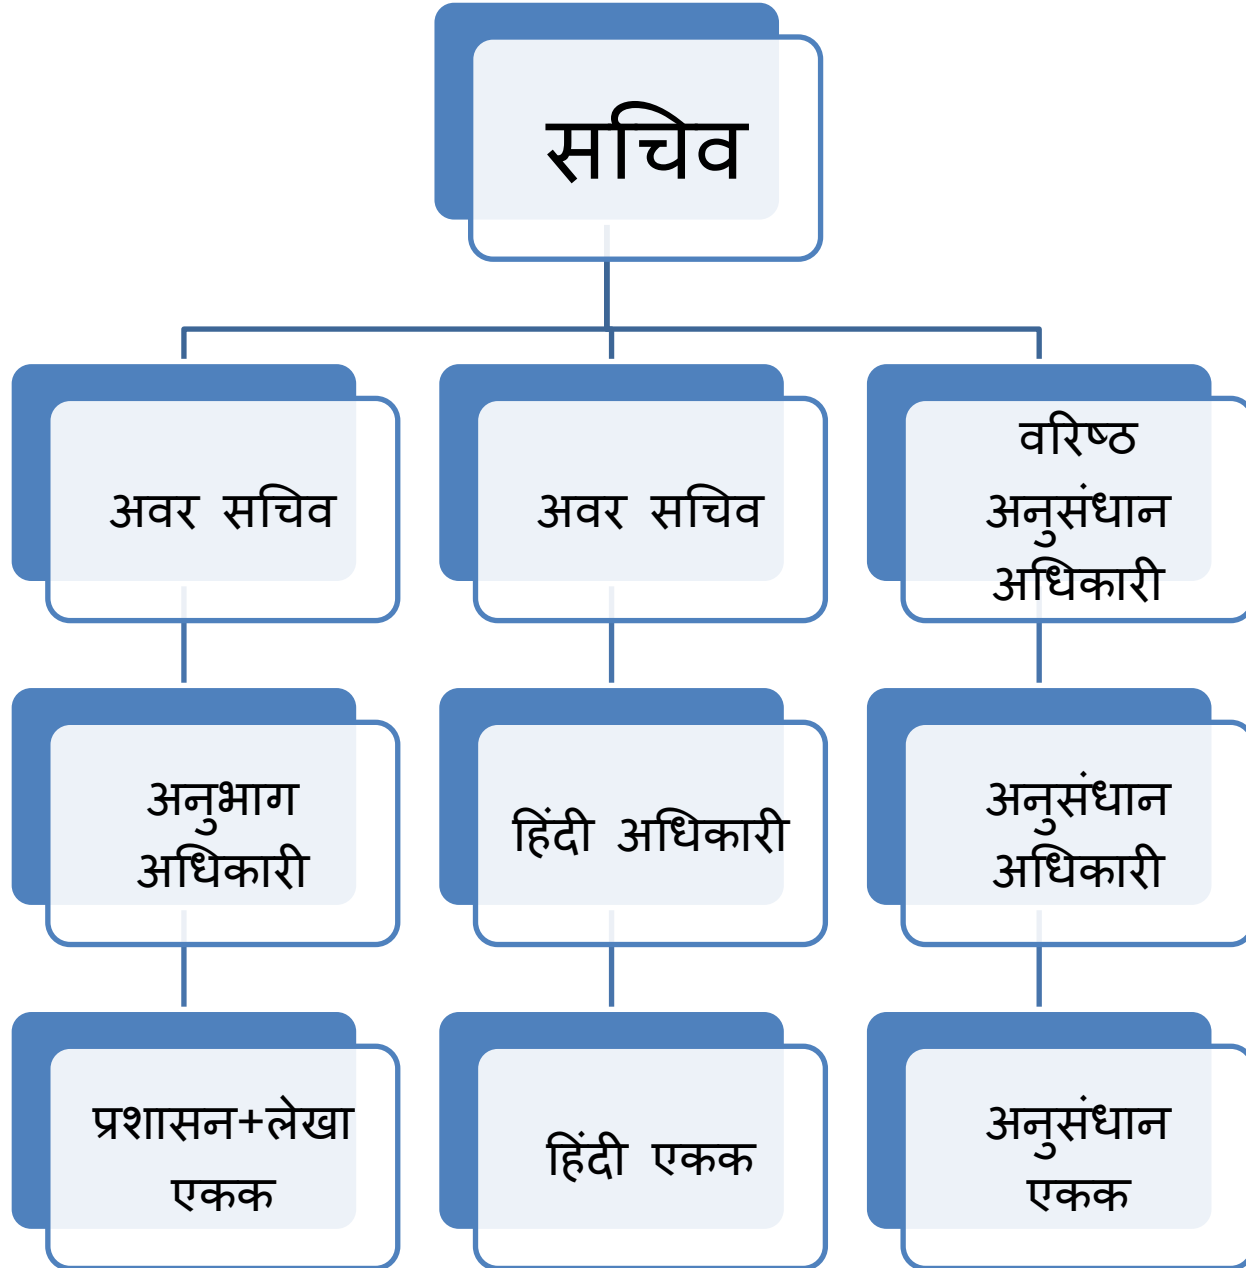 सचिव
अवर सचिव
अवर सचिव
वरिष्ठ
अनुसंधान
अधिकारी
अनुभाग
अधिकारी
हिंदी अधिकारी
अनुसंधान
अधिकारी
प्रशासन+लेखा
एकक
हिंदी एकक
अनुसंधान
एकक